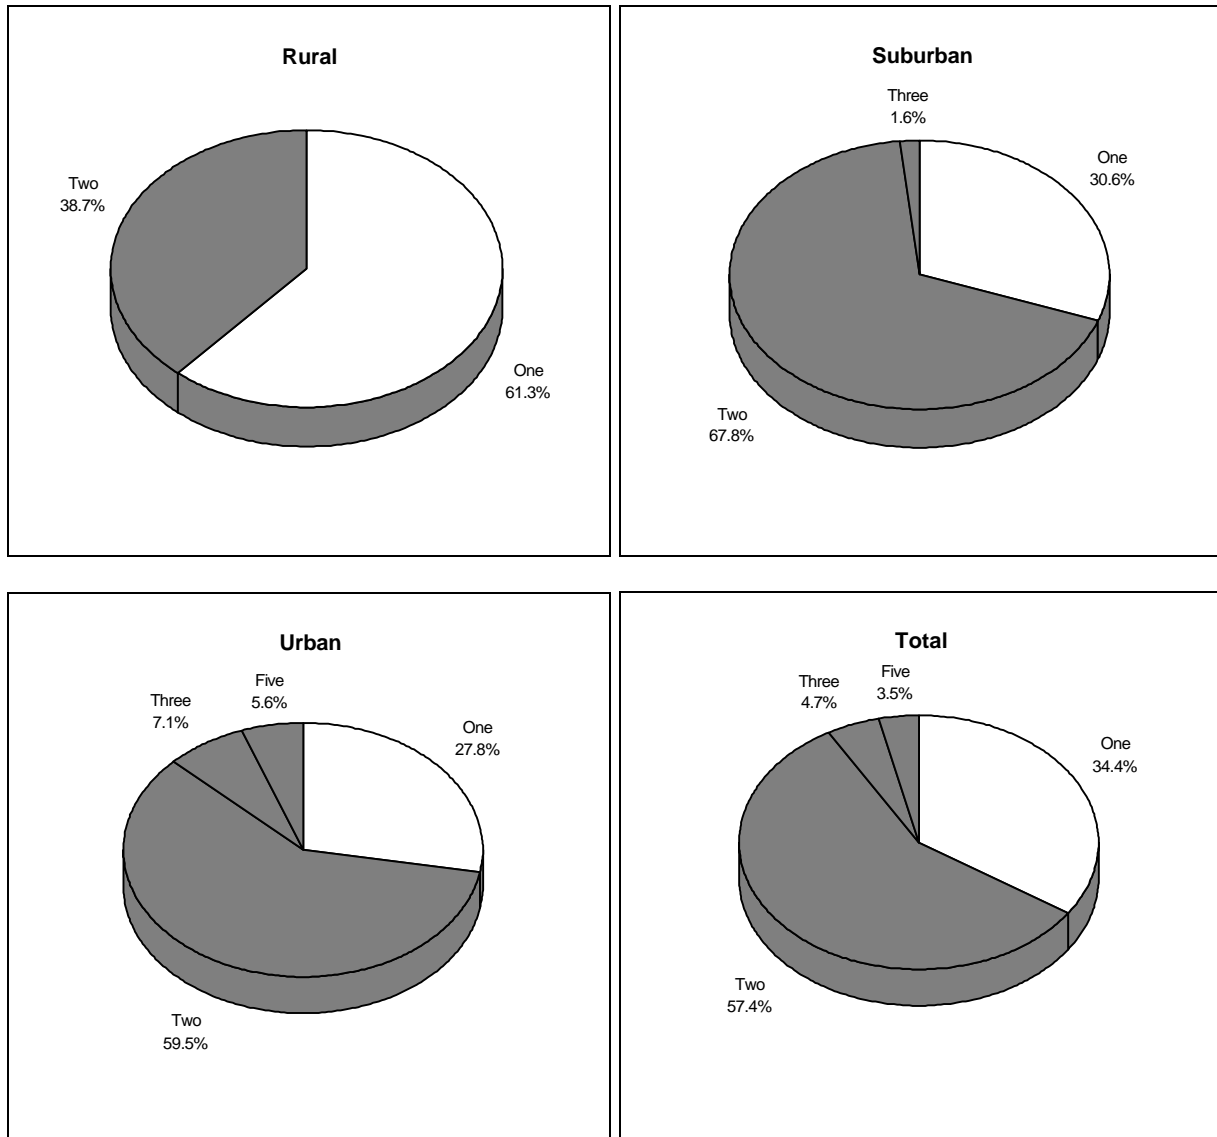 Rural
Two
38.7%
One
61.3%
Suburban
Three
1.6%
One
30.6%
Two
67.8%
Urban
Five
5.6%
Three
7.1%
One
27.8%
Two
59.5%
Total
Five
3.5%
Three
4.7%
One
34.4%
Two
57.4%